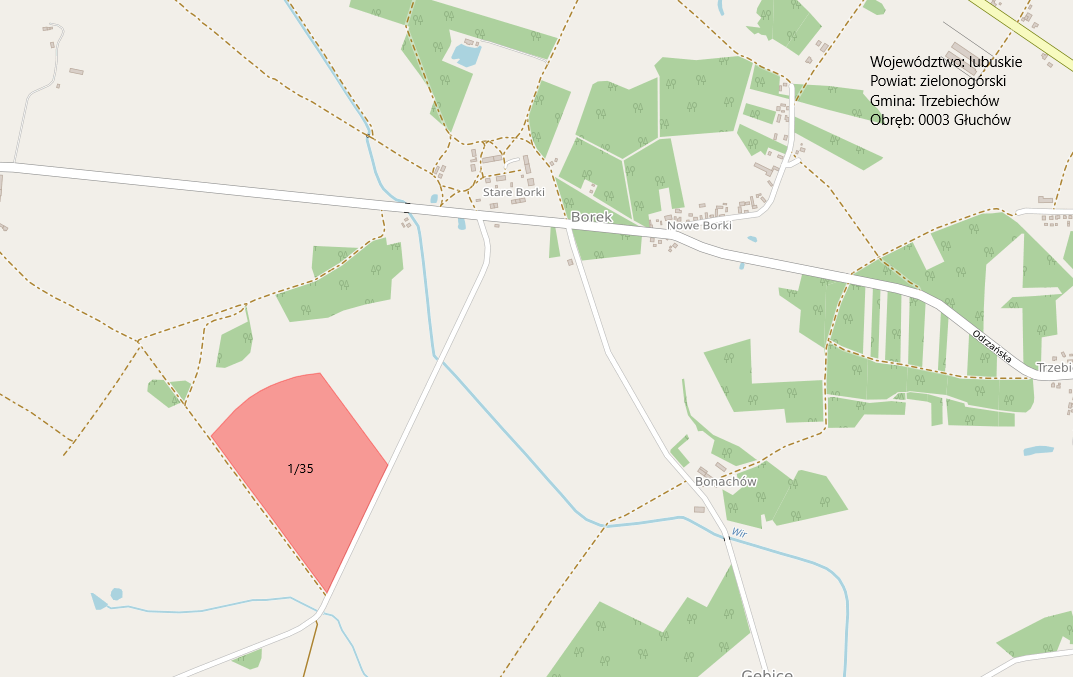 Województwo: lubuskie
Powiat: zielonogórski
Gmina: Trzebiechów
Obręb: 0003 Głuchów
Stare Borki
Borek
Nowe Borki
Odrzańska
Trzebi
1/35
Bonachów
Wir
Gębice